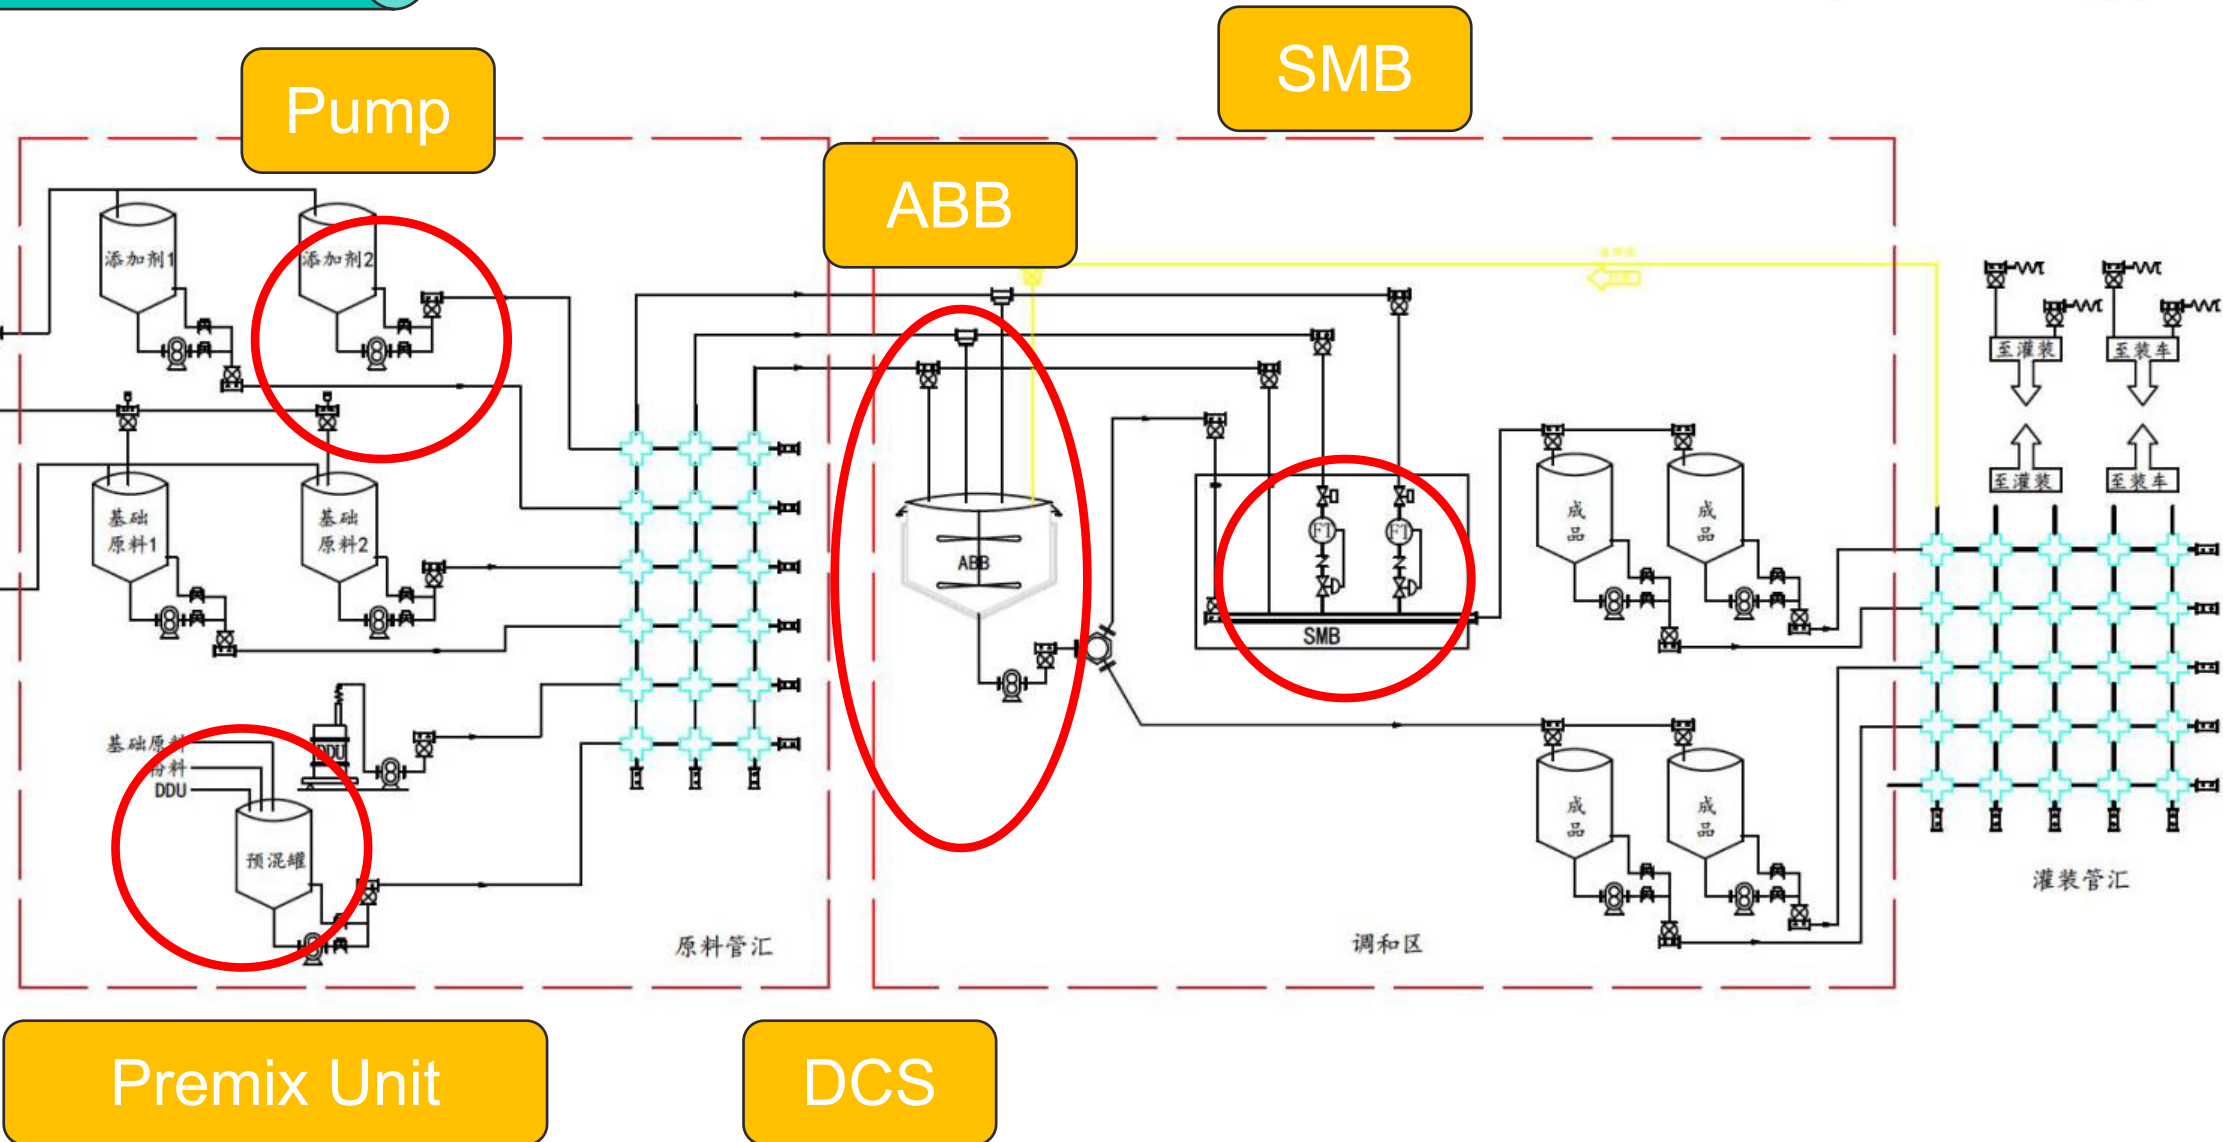 Pump
SMB
ABB
添加剂1
添加剂2
至灌装
至装车
至灌装
至装车
基础
原料1
基础
原料2
ABB
FT
FT
SMB
成
品
成
品
DDU
基础原料
粉料
DDU
预混罐
成
品
成
品
原料管汇
调和区
灌装管汇
Premix Unit
DCS